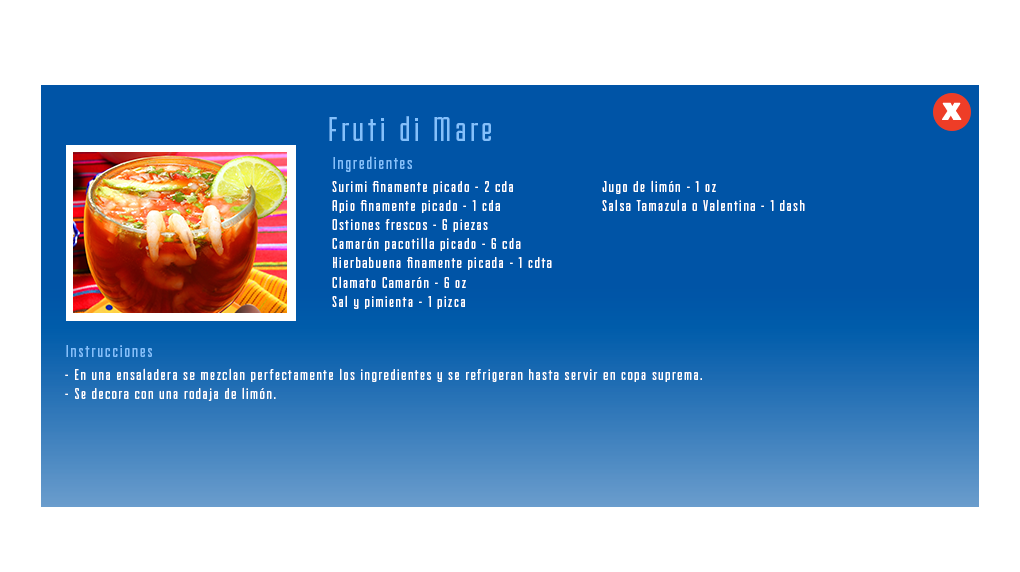 X
Fruti di Mare
Ingredientes
Surimi finamente picado - 2 cda
Apio finamente picado - 1 cda
Ostiones frescos - 6 piezas
Camarón pacotilla picado - 6 cda
Hierbabuena finamente picada - 1 cdta
Clamato Camarón - 6 oz
Sal y pimienta - 1 pizca
Jugo de limón - 1 oz
Salsa Tamazula o Valentina - 1 dash
Instrucciones
- En una ensaladera se mezclan perfectamente los ingredientes y se refrigeran hasta servir en copa suprema.
- Se decora con una rodaja de limón.